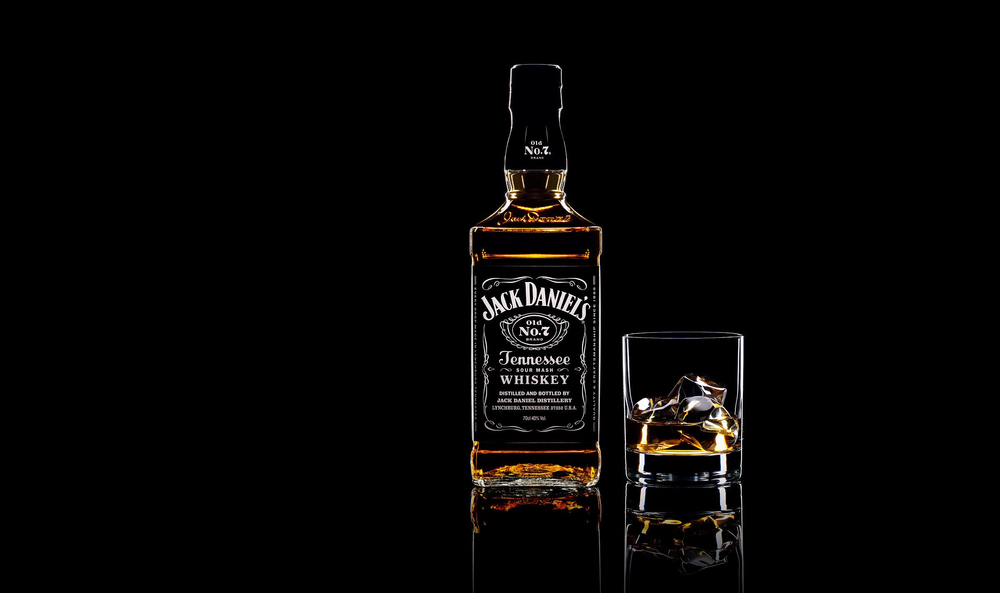 Old
No.7®
BRAND
Jack Daniel
JACK DANIEL'S®
Old
No.7
BRAND
Tennessee
SOUR MASH
WHISKEY
DISTILLED AND BOTTLED BY
JACK DANIEL DISTILLERY
LYNCHBURG, TENNESSEE 37352 U.S.A.
70cl 40% Vol.
EVERY DROP MADE IN LYNCHBURG TENNESSEE
QUALITY & CRAFTSMANSHIP SINCE 1866